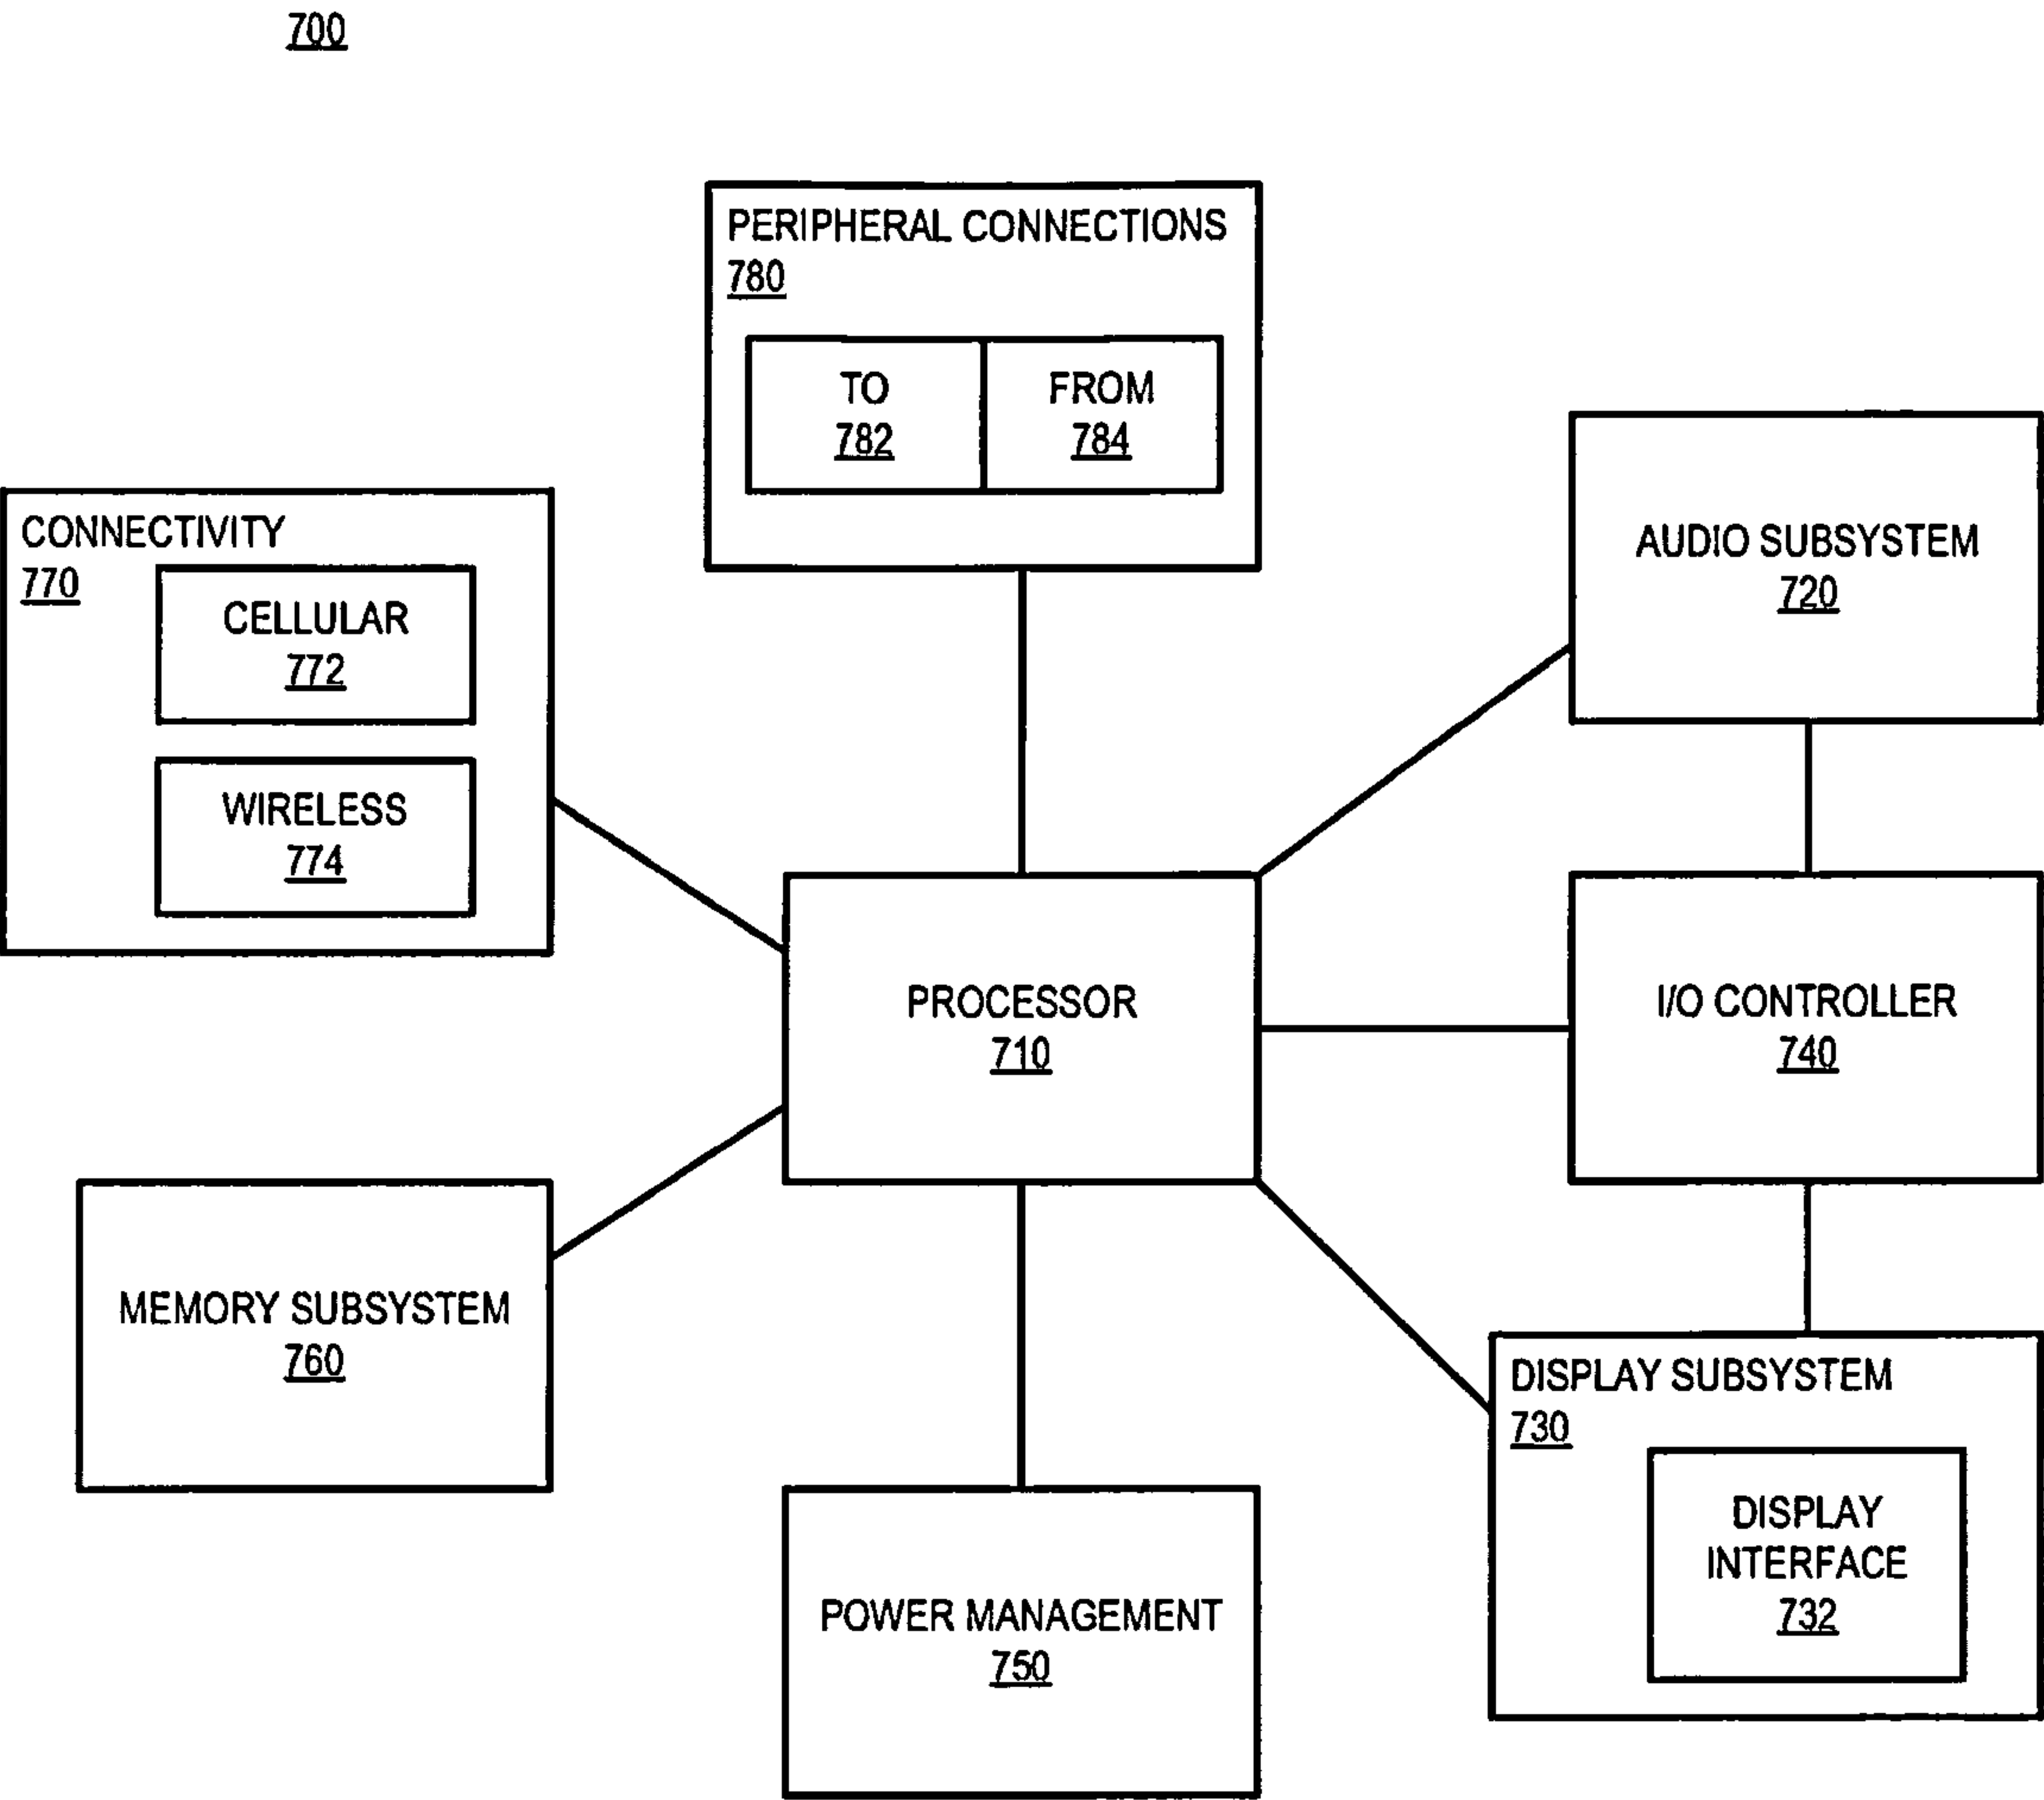 700
PERIPHERAL CONNECTIONS
780
TO
782
FROM
784
CONNECTIVITY
770
CELLULAR
772
WIRELESS
774
AUDIO SUBSYSTEM
720
PROCESSOR
710
I/O CONTROLLER
740
MEMORY SUBSYSTEM
760
DISPLAY SUBSYSTEM
730
DISPLAY
INTERFACE
732
POWER MANAGEMENT
750